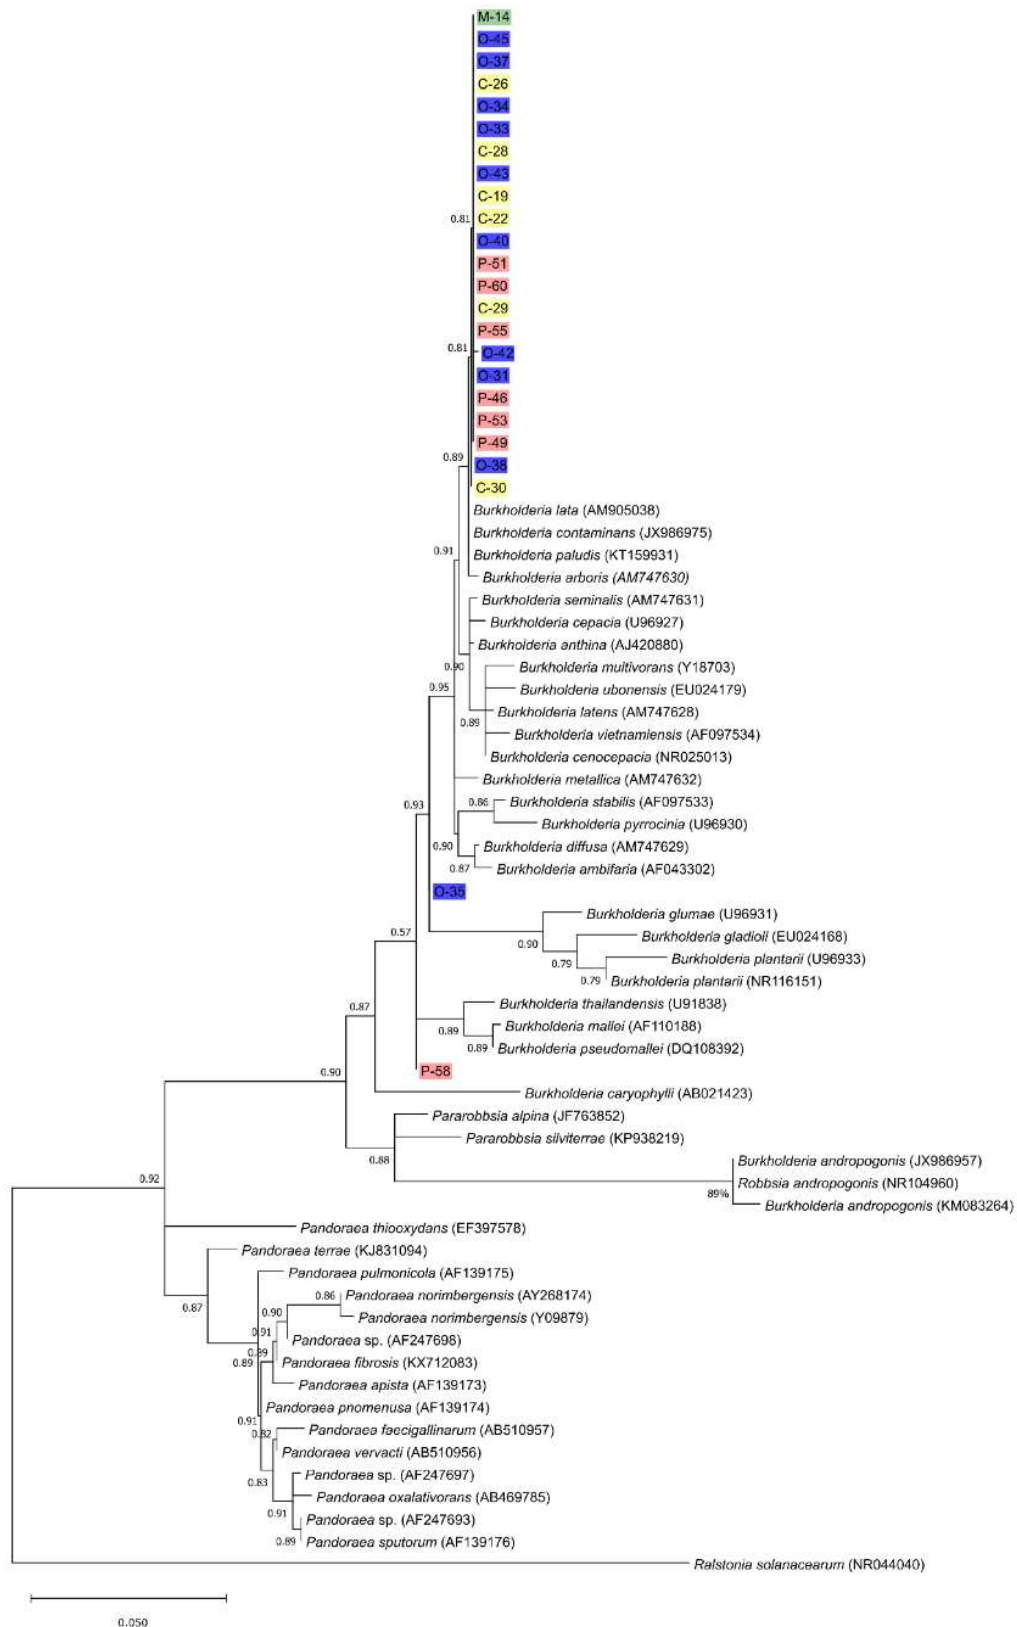 M-14
O-45
O-37
C-26
O-34
O-33
C-28
O-43
C-19
C-22
0.81
O-40
P-51
P-60
C-29
P-55
0.81
O-42
O-31
P-46
P-53
P-49
0.89
O-38
C-30
Burkholderia lata (AM905038)
Burkholderia contaminans (JX986975)
0.91
Burkholderia paludis (KT159931)
Burkholderia arboris (AM747630)
Burkholderia seminalis (AM747631)
Burkholderia cepacia (U96927)
Burkholderia anthina (AJ420880)
0.90
Burkholderia multivorans (Y18703)
0.95
Burkholderia ubonensis (EU024179)
Burkholderia latens (AM747628)
0.89
Burkholderia vietnamiensis (AF097534)
Burkholderia cenocepacia (NR025013)
Burkholderia metallica (AM747632)
0.93
0.86
Burkholderia stabilis (AF097533)
Burkholderia pyrrocinia (U96930)
0.90
Burkholderia diffusa (AM747629)
0.87
Burkholderia ambifaria (AF043302)
O-35
Burkholderia glumae (U96931)
0.57
0.90
Burkholderia gladioli (EU024168)
0.79
Burkholderia plantarii (U96933)
0.79
Burkholderia plantarii (NR116151)
0.87
Burkholderia thailandensis (U91838)
0.89
Burkholderia mallei (AF110188)
0.89
Burkholderia pseudomallei (DQ108392)
0.90
P-58
Burkholderia caryophylli (AB021423)
Pararobbsia alpina (JF763852)
Pararobbsia silviterrae (KP938219)
0.88
Burkholderia andropogonis (JX986957)
0.92
Robbsia andropogonis (NR104960)
89%
Burkholderia andropogonis (KM083264)
Pandoraea thiooxydans (EF397578)
Pandoraea terrae (KJ831094)
Pandoraea pulmonicola (AF139175)
0.87
0.86
Pandoraea norimbergensis (AY268174)
0.90
Pandoraea norimbergensis (Y09879)
0.91
Pandoraea sp. (AF247698)
0.89
0.89
Pandoraea fibrosis (KX712083)
Pandoraea apista (AF139173)
Pandoraea pnomenusa (AF139174)
0.91
0.82
Pandoraea faecigallinarum (AB510957)
Pandoraea vervacti (AB510956)
0.83
Pandoraea sp. (AF247697)
Pandoraea oxalativorans (AB469785)
0.91
Pandoraea sp. (AF247693)
0.89
Pandoraea sputorum (AF139176)
Ralstonia solanacearum (NR044040)
0.050